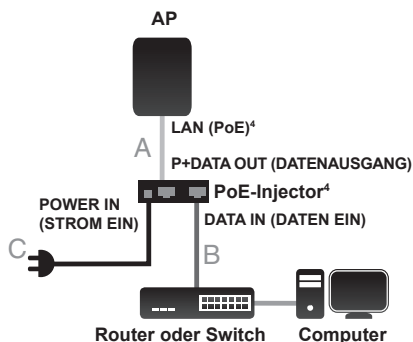 AP
LAN (PoE)⁴
A
P+DATA OUT (DATENAUSGANG)
PoE-Injector⁴
POWER IN
(STROM EIN)
DATA IN (DATEN EIN)
C
B
Router oder Switch
Computer